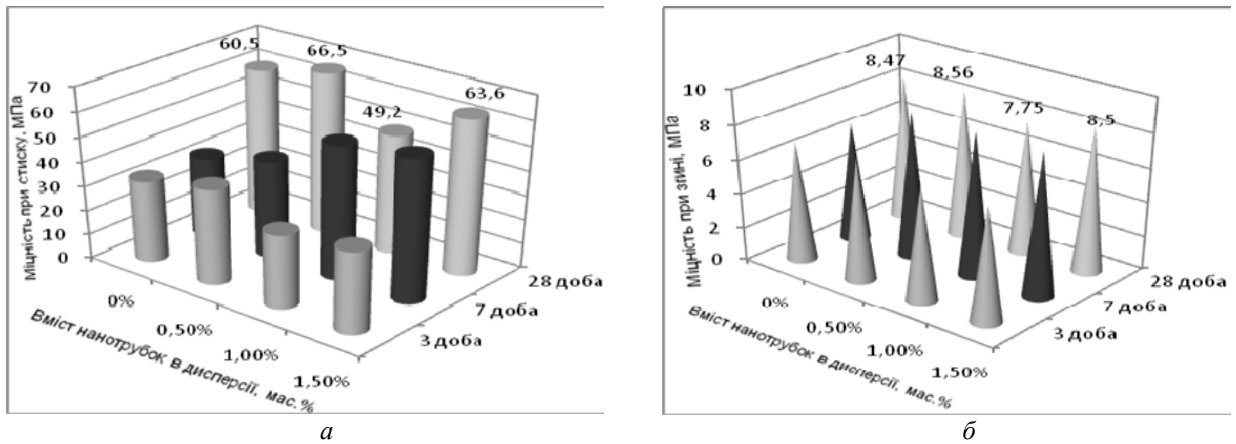 Міцність при стиску, МПа
70
60
50
40
30
20
10
0
60,5
66,5
49,2
63,6
0%
0,50%
1,00%
1,50%
Вміст нанотрубок в дисперсії, мас.%
3 доба
7 доба
28 доба
а
Міцність при згині, МПа
10
8
6
4
2
0
8,47
8,56
7,75
8,5
0%
0,50%
1,00%
1,50%
Вміст нанотрубок в дисперсії, мас.%
3 доба
7 доба
28 доба
б